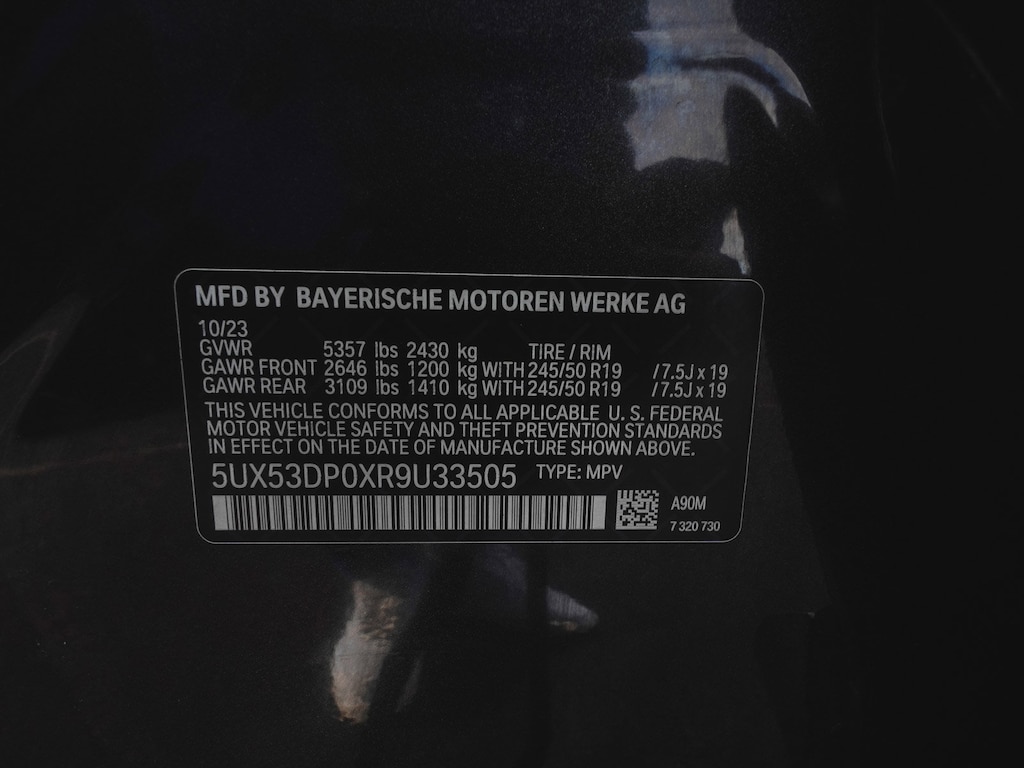 MFD BY BAYERISCHE MOTOREN WERKE AG
10/23
GVWR 5357 lbs 2430 kg TIRE / RIM
GAWR FRONT 2646 lbs 1200 kg WITH 245/50 R19 / 7.5J x 19
GAWR REAR 3109 lbs 1410 kg WITH 245/50 R19 / 7.5J x 19
THIS VEHICLE CONFORMS TO ALL APPLICABLE U. S. FEDERAL
MOTOR VEHICLE SAFETY AND THEFT PREVENTION STANDARDS
IN EFFECT ON THE DATE OF MANUFACTURE SHOWN ABOVE.
5UX53DP0XR9U33505 TYPE: MPV
A90M
7 320 730